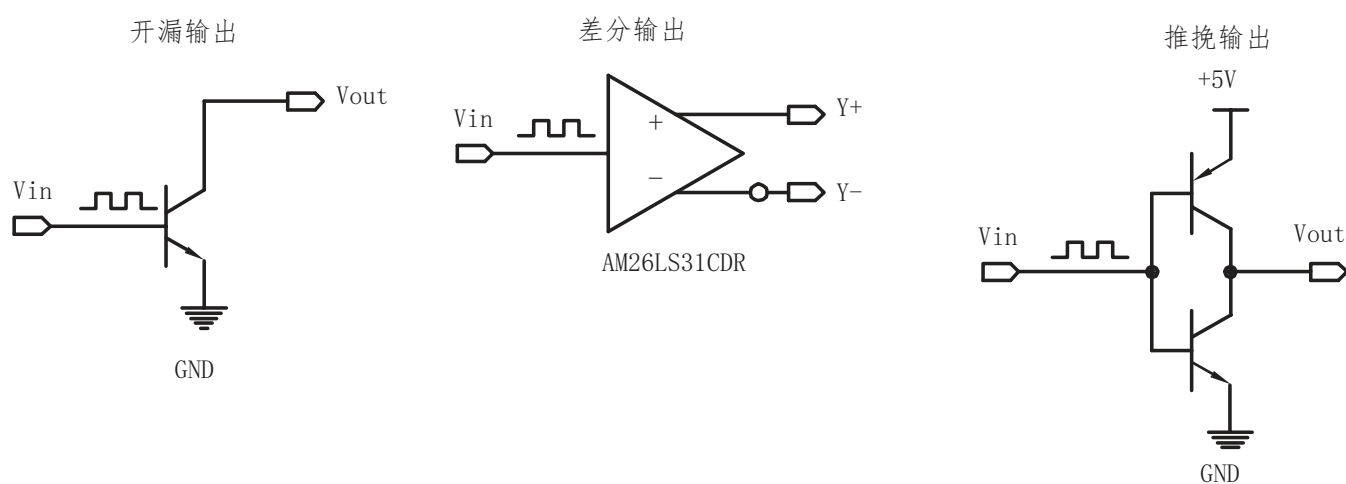 开漏输出
Vout
Vin
GND
差分输出
Vin
+
−
Y+
Y−
AM26LS31CDR
推挽输出
+5V
Vin
Vout
GND